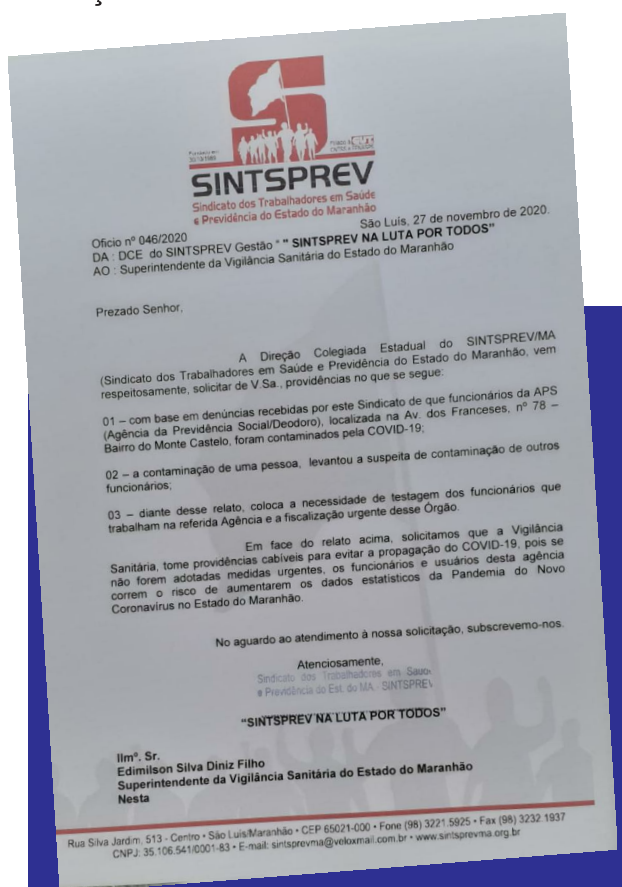 Fundado em
30/10/1988
SINTSPREV
Sindicato dos Trabalhadores em Saúde
e Previdência do Estado do Maranhão
São Luís, 27 de novembro de 2020.
Oficio nº 046/2020
DA : DCE do SINTSPREV Gestão " " SINTSPREV NA LUTA POR TODOS"
AO : Superintendente da Vigilância Sanitária do Estado do Maranhão
Prezado Senhor,
A Direção Colegiada Estadual do SINTSPREV/MA
(Sindicato dos Trabalhadores em Saúde e Previdência do Estado do Maranhão, vem
respeitosamente, solicitar de V.Sa., providências no que se segue:
01 – com base em denúncias recebidas por este Sindicato de que funcionários da APS
(Agência da Previdência Social/Deodoro), localizada na Av. dos Franceses, nº 78 –
Bairro do Monte Castelo, foram contaminados pela COVID-19;
02 – a contaminação de uma pessoa, levantou a suspeita de contaminação de outros
funcionários;
03 – diante desse relato, coloca a necessidade de testagem dos funcionários que
trabalham na referida Agência e a fiscalização urgente desse Órgão.
Em face do relato acima, solicitamos que a Vigilância
Sanitária, tome providências cabíveis para evitar a propagação do COVID-19, pois se
não forem adotadas medidas urgentes, os funcionários e usuários desta agência
correm o risco de aumentarem os dados estatísticos da Pandemia do Novo
Coronavírus no Estado do Maranhão.
No aguardo ao atendimento à nossa solicitação, subscrevemo-nos.
Atenciosamente,
Sindicato dos Trabalhadores em Saúde
e Previdência do Est. do MA. SINTSPREV
"SINTSPREV NA LUTA POR TODOS"
Ilmº. Sr.
Edimilson Silva Diniz Filho
Superintendente da Vigilância Sanitária do Estado do Maranhão
Nesta
Rua Silva Jardim, 513 - Centro • São Luís/Maranhão • CEP 65021-000 • Fone (98) 3221.5925 • Fax (98) 3232.1937
CNPJ: 35.106.541/0001-83 • E-mail: sintsprevma@veloxmail.com.br • www.sintsprevma.org.br